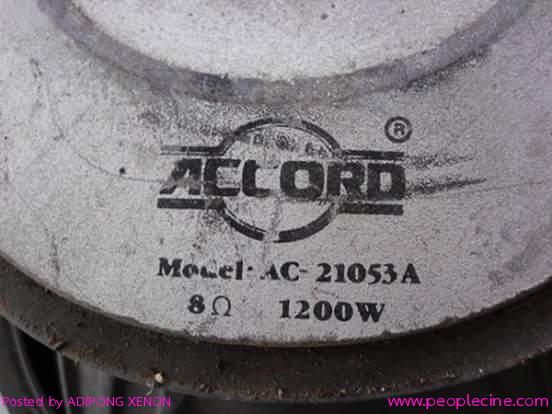 ®
ACCORD
Model: AC-21053A
8Ω 1200W
Posted by ADIPONG XENON
www.peoplecine.com